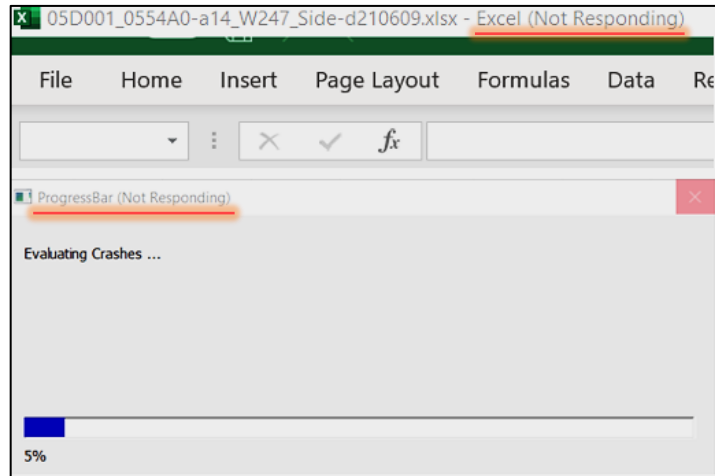 05D001_0554A0-a14_W247_Side-d210609.xlsx - Excel (Not Responding)
File Home Insert Page Layout Formulas Data Re
fx
ProgressBar (Not Responding)
Evaluating Crashes ...
5%